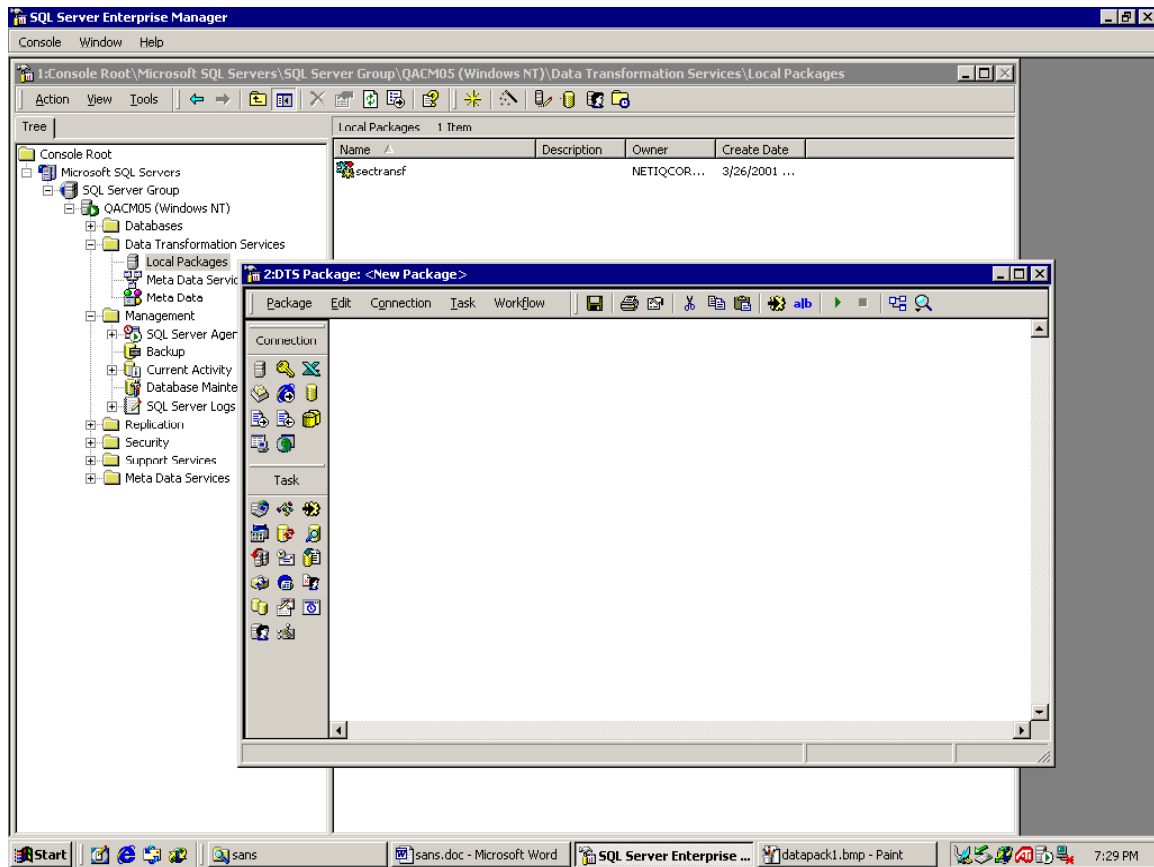 SQL Server Enterprise Manager
Console Window Help
1:Console Root\Microsoft SQL Servers\SQL Server Group\QACM05 (Windows NT)\Data Transformation Services\Local Packages
Action View Tools
Tree
Local Packages 1 Item
Console Root
Microsoft SQL Servers
SQL Server Group
QACM05 (Windows NT)
Databases
Data Transformation Services
Local Packages
Meta Data Servic
Meta Data
Management
SQL Server Agen
Backup
Current Activity
Database Mainte
SQL Server Logs
Replication
Security
Support Services
Meta Data Services
Name Description Owner Create Date
sectransf NETIQCOR... 3/26/2001 ...
2:DTS Package: <New Package>
Package Edit Connection Task Workflow a|b
Connection
Task
Start sans sans.doc - Microsoft Word SQL Server Enterprise ... datapack1.bmp - Paint 7:29 PM